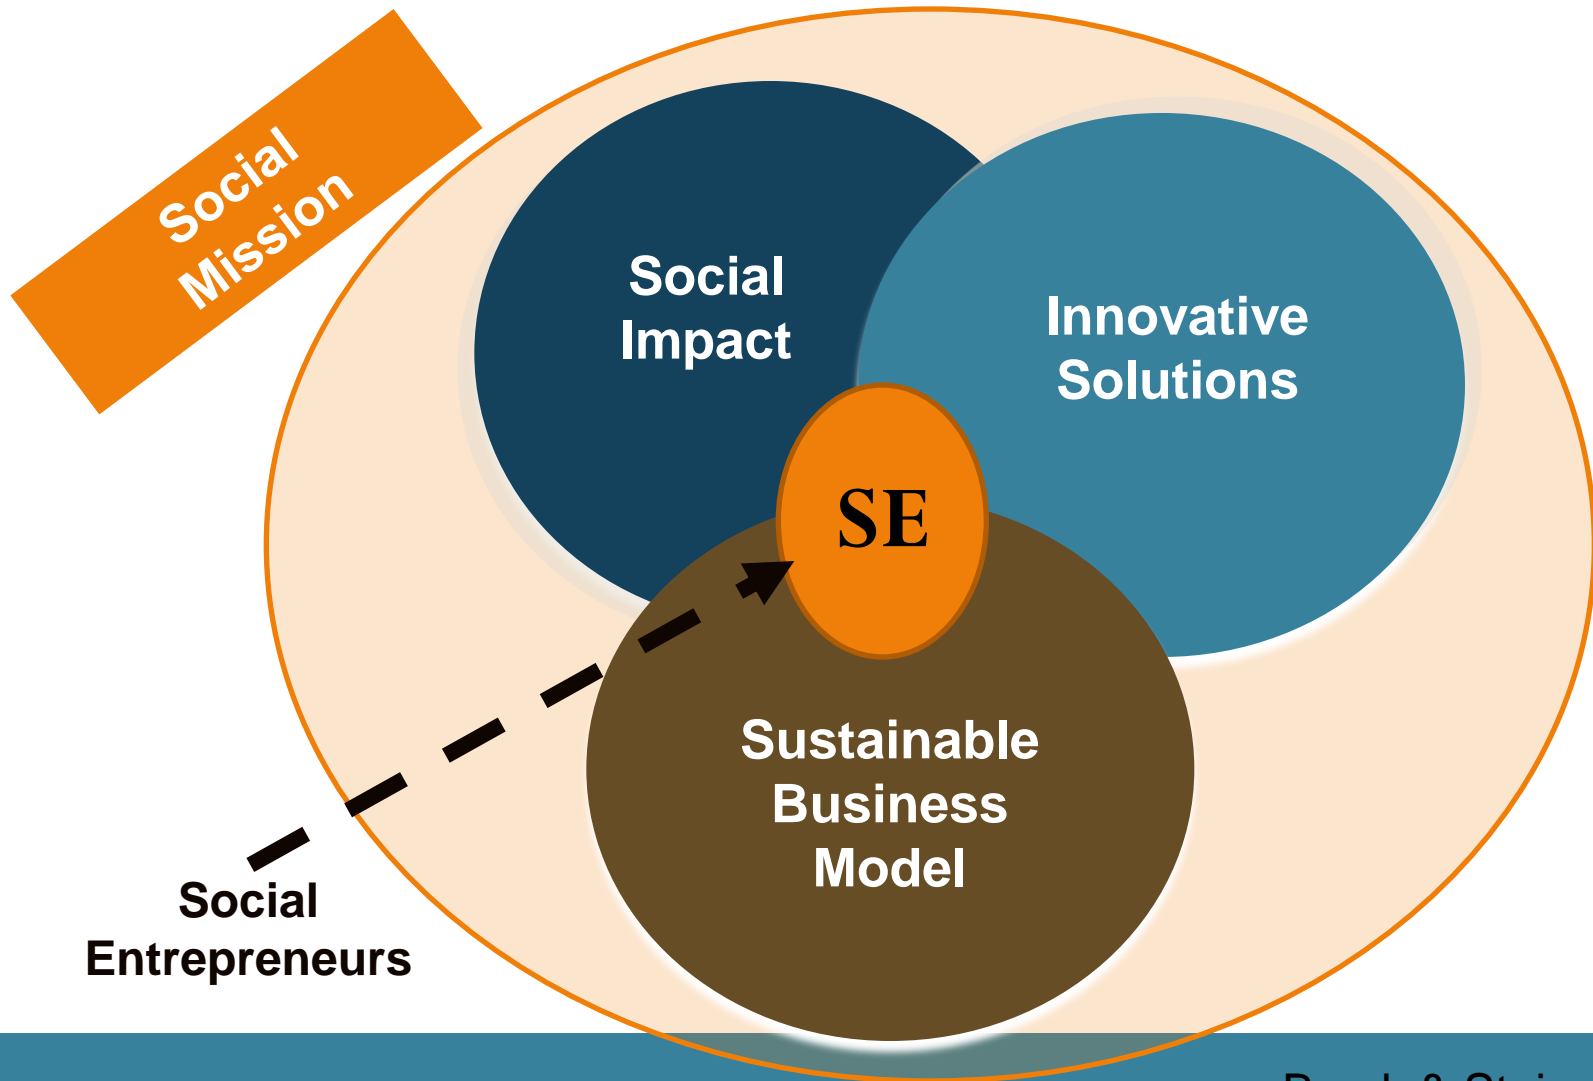 Social
Mission
Social
Impact
Innovative
Solutions
SE
Sustainable
Business
Model
Social
Entrepreneurs
&